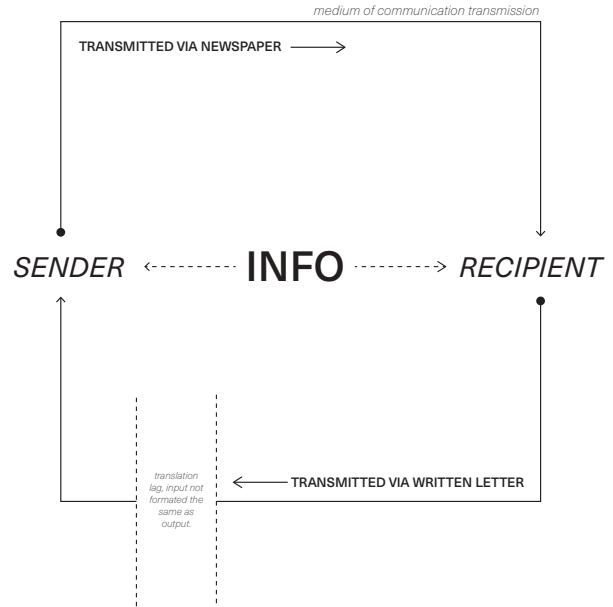 medium of communication transmission
TRANSMITTED VIA NEWSPAPER
SENDER
INFO
RECIPIENT
translation
lag, input not
formated the
same as
output.
TRANSMITTED VIA WRITTEN LETTER